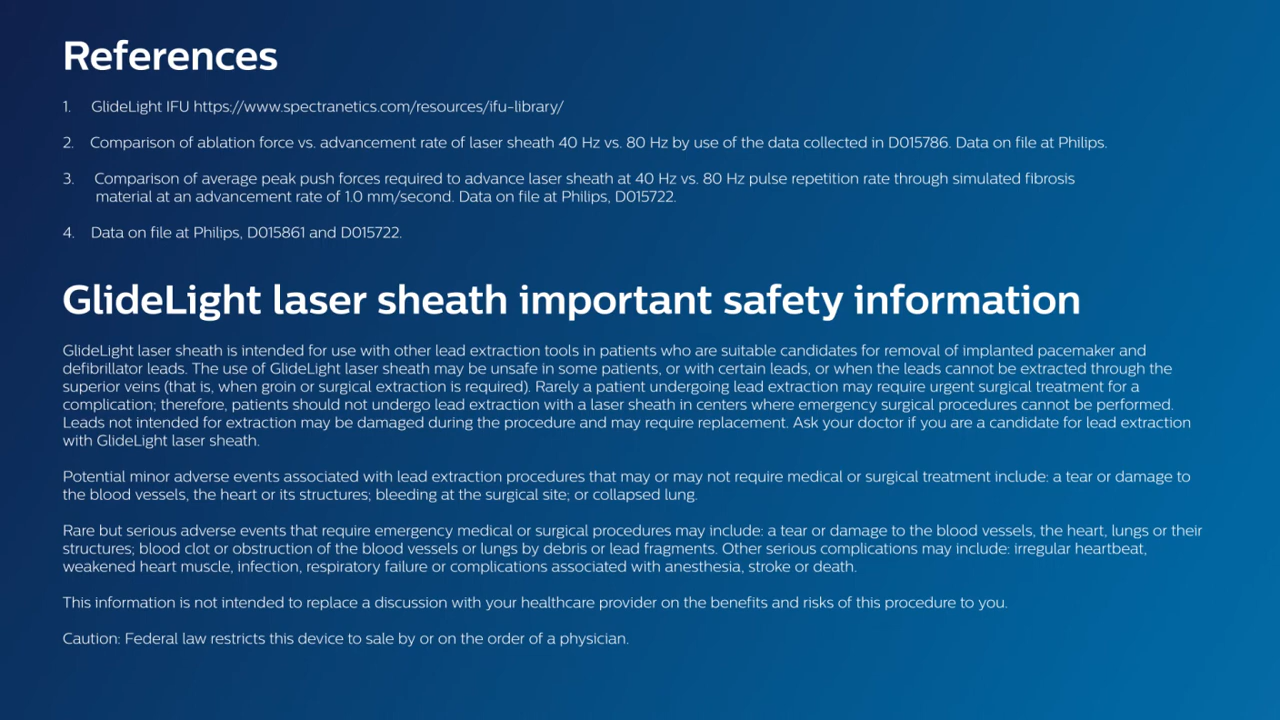 References
1. GlideLight IFU https://www.spectranetics.com/resources/ifu-library/
2. Comparison of ablation force vs. advancement rate of laser sheath 40 Hz vs. 80 Hz by use of the data collected in D015786. Data on file at Philips.
3. Comparison of average peak push forces required to advance laser sheath at 40 Hz vs. 80 Hz pulse repetition rate through simulated fibrosis
material at an advancement rate of 1.0 mm/second. Data on file at Philips, D015722.
4. Data on file at Philips, D015861 and D015722.
GlideLight laser sheath important safety information
GlideLight laser sheath is intended for use with other lead extraction tools in patients who are suitable candidates for removal of implanted pacemaker and
defibrillator leads. The use of GlideLight laser sheath may be unsafe in some patients, or with certain leads, or when the leads cannot be extracted through the
superior veins (that is, when groin or surgical extraction is required). Rarely a patient undergoing lead extraction may require urgent surgical treatment for a
complication; therefore, patients should not undergo lead extraction with a laser sheath in centers where emergency surgical procedures cannot be performed.
Leads not intended for extraction may be damaged during the procedure and may require replacement. Ask your doctor if you are a candidate for lead extraction
with GlideLight laser sheath.
Potential minor adverse events associated with lead extraction procedures that may or may not require medical or surgical treatment include: a tear or damage to
the blood vessels, the heart or its structures; bleeding at the surgical site; or collapsed lung.
Rare but serious adverse events that require emergency medical or surgical procedures may include: a tear or damage to the blood vessels, the heart, lungs or their
structures; blood clot or obstruction of the blood vessels or lungs by debris or lead fragments. Other serious complications may include: irregular heartbeat,
weakened heart muscle, infection, respiratory failure or complications associated with anesthesia, stroke or death.
This information is not intended to replace a discussion with your healthcare provider on the benefits and risks of this procedure to you.
Caution: Federal law restricts this device to sale by or on the order of a physician.